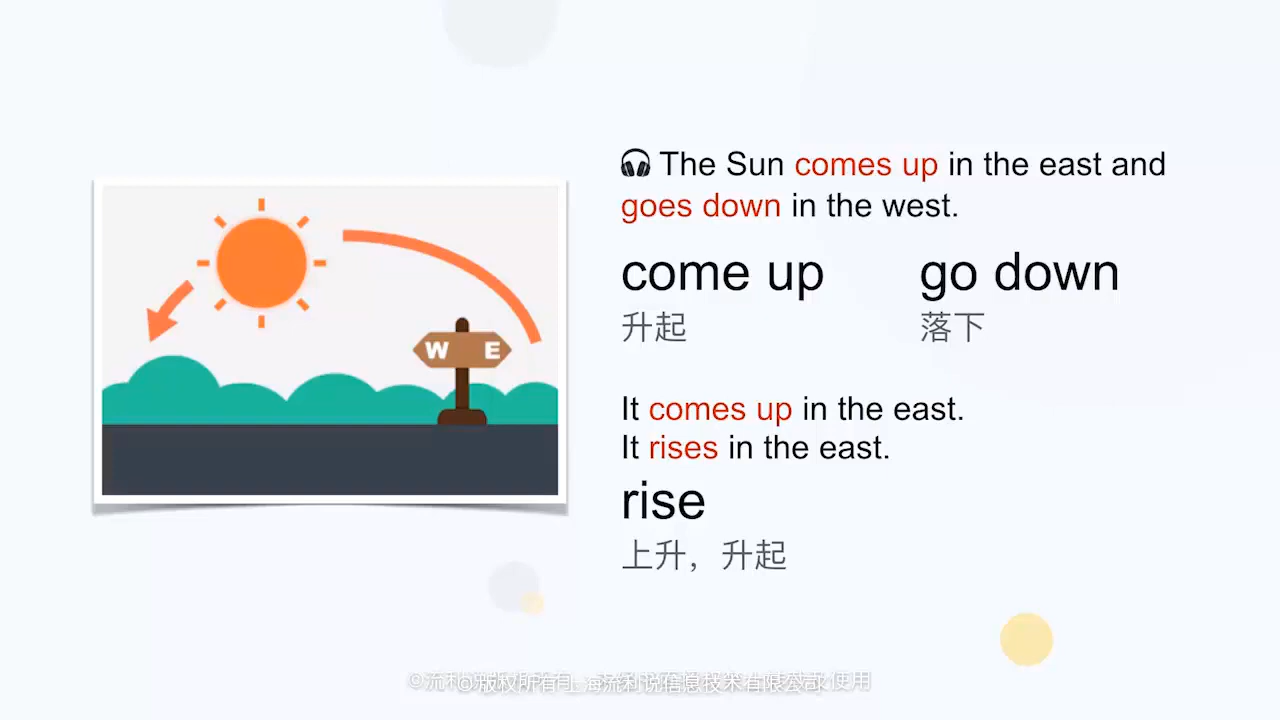 The Sun comes up in the east and
goes down in the west.
come up go down
升起 落下
It comes up in the east.
It rises in the east.
rise
上升，升起
W E